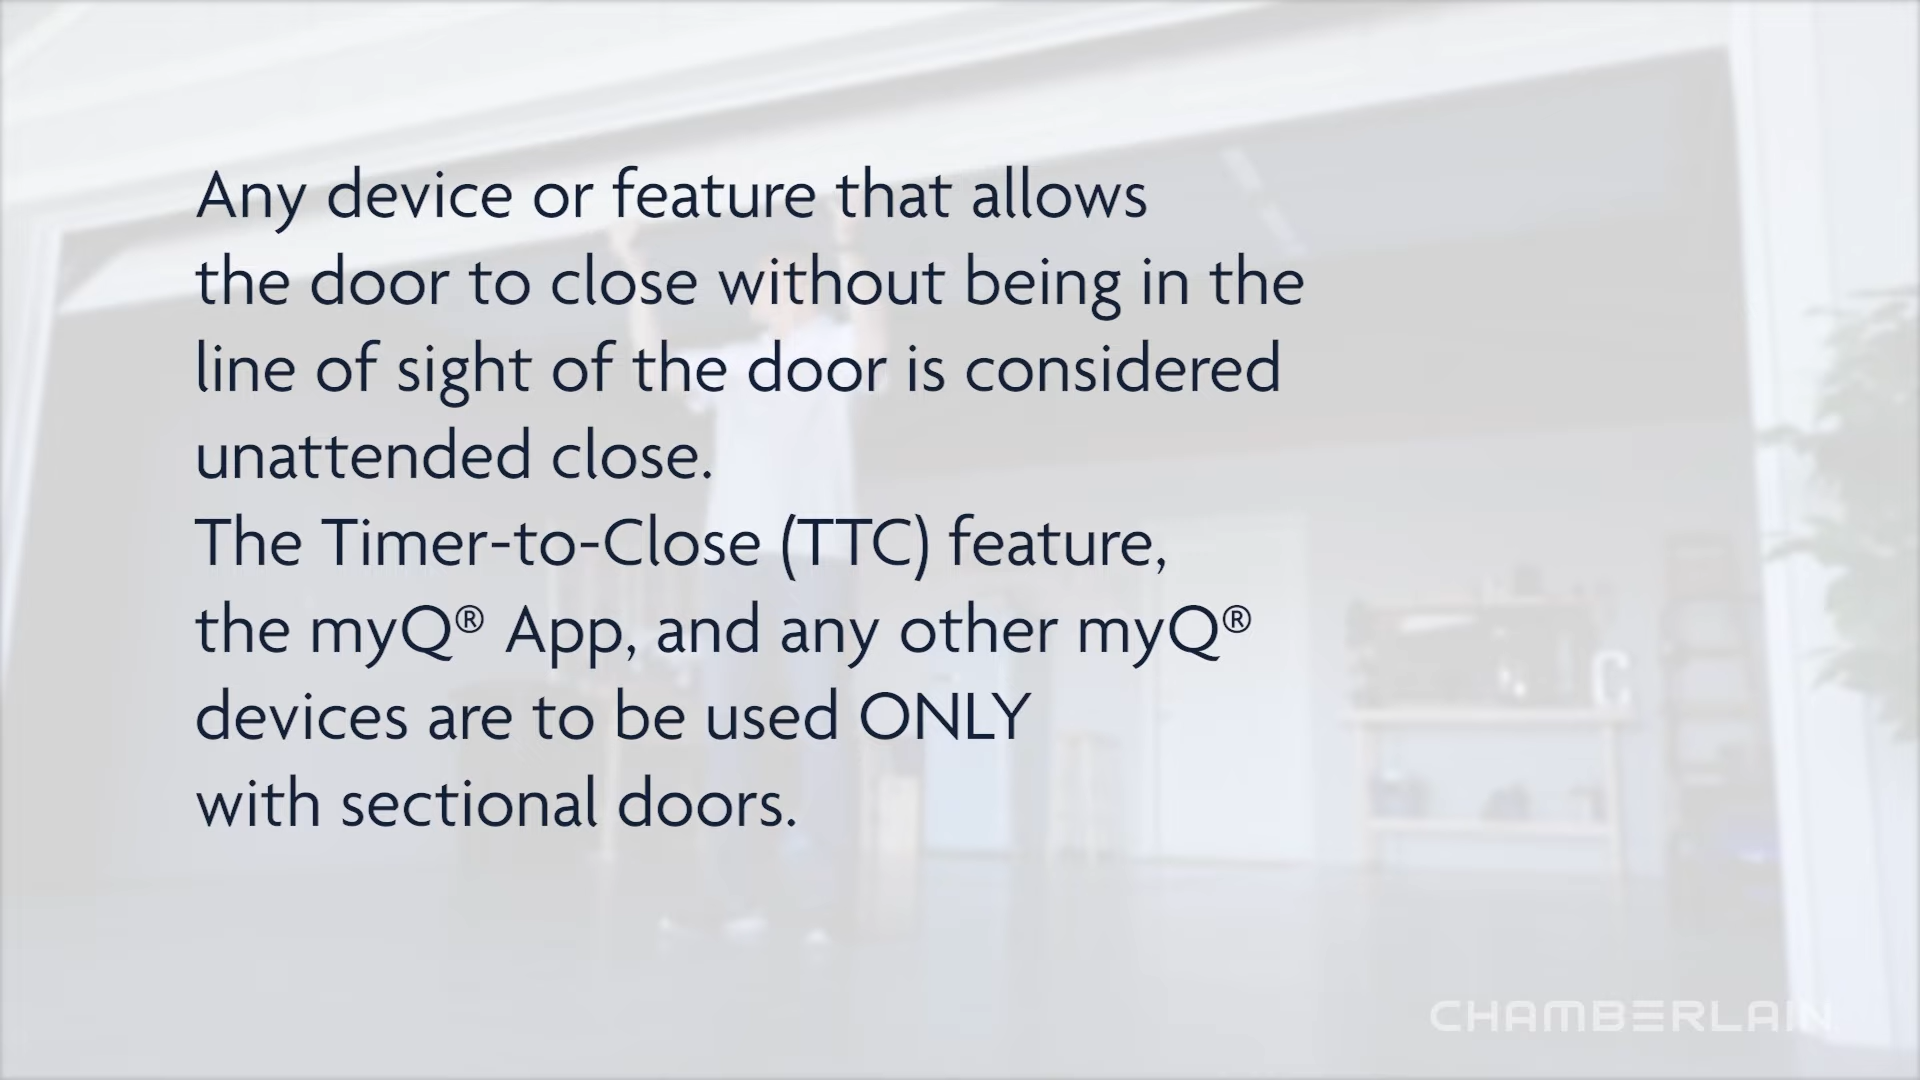 Any device or feature that allows
the door to close without being in the
line of sight of the door is considered
unattended close.
The Timer-to-Close (TTC) feature,
the myQ® App, and any other myQ®
devices are to be used ONLY
with sectional doors.
C
CHAMBERLAIN